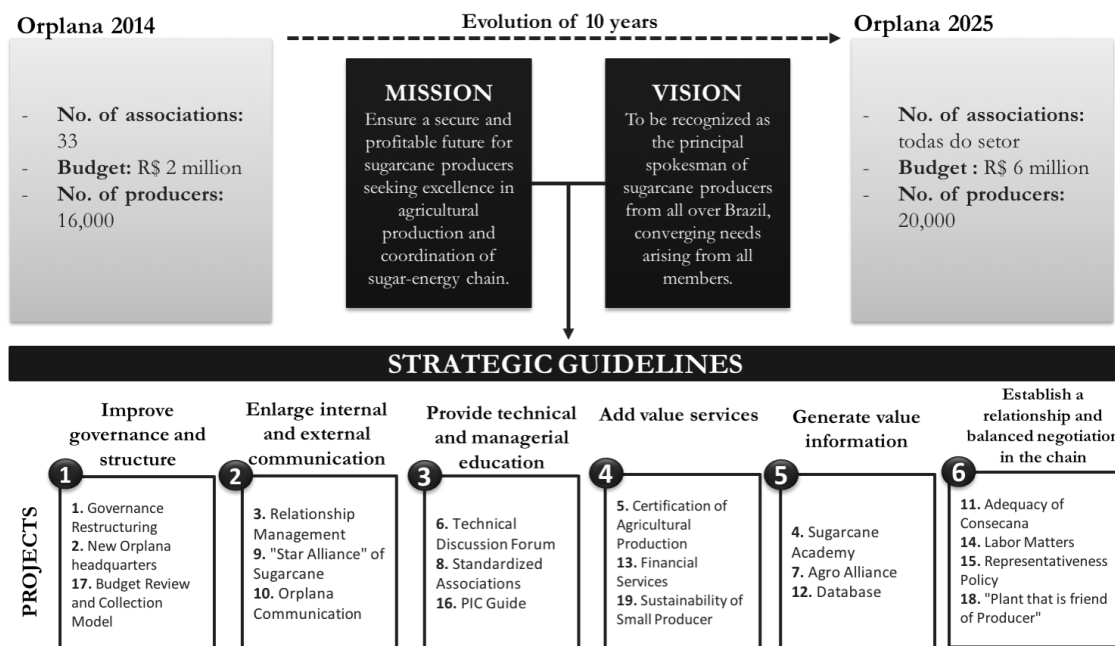 Evolution of 10 years
Orplana 2014
- No. of associations:
33
- Budget: R$ 2 million
- No. of producers:
16,000
MISSION
Ensure a secure and
profitable future for
sugarcane producers
seeking excellence in
agricultural
production and
coordination of
sugar-energy chain.
VISION
To be recognized as
the principal
spokesman of
sugarcane producers
from all over Brazil,
converging needs
arising from all
members.
Orplana 2025
- No. of associations:
todas do setor
- Budget : R$ 6 million
- No. of producers:
20,000
STRATEGIC GUIDELINES
PROJECTS
Improve
governance and
structure
1
1. Governance
Restructuring
2. New Orplana
headquarters
17. Budget Review
and Collection
Model
Enlarge internal
and external
communication
2
3. Relationship
Management
9. "Star Alliance" of
Sugarcane
10. Orplana
Communication
Provide technical
and managerial
education
3
6. Technical
Discussion Forum
8. Standardized
Associations
16. PIC Guide
Add value services
4
5. Certification of
Agricultural
Production
13. Financial
Services
19. Sustainability of
Small Producer
Generate value
information
5
4. Sugarcane
Academy
7. Agro Alliance
12. Database
Establish a
relationship and
balanced negotiation
in the chain
6
11. Adequacy of
Consecana
14. Labor Matters
15. Representativeness
Policy
18. "Plant that is friend
of Producer"